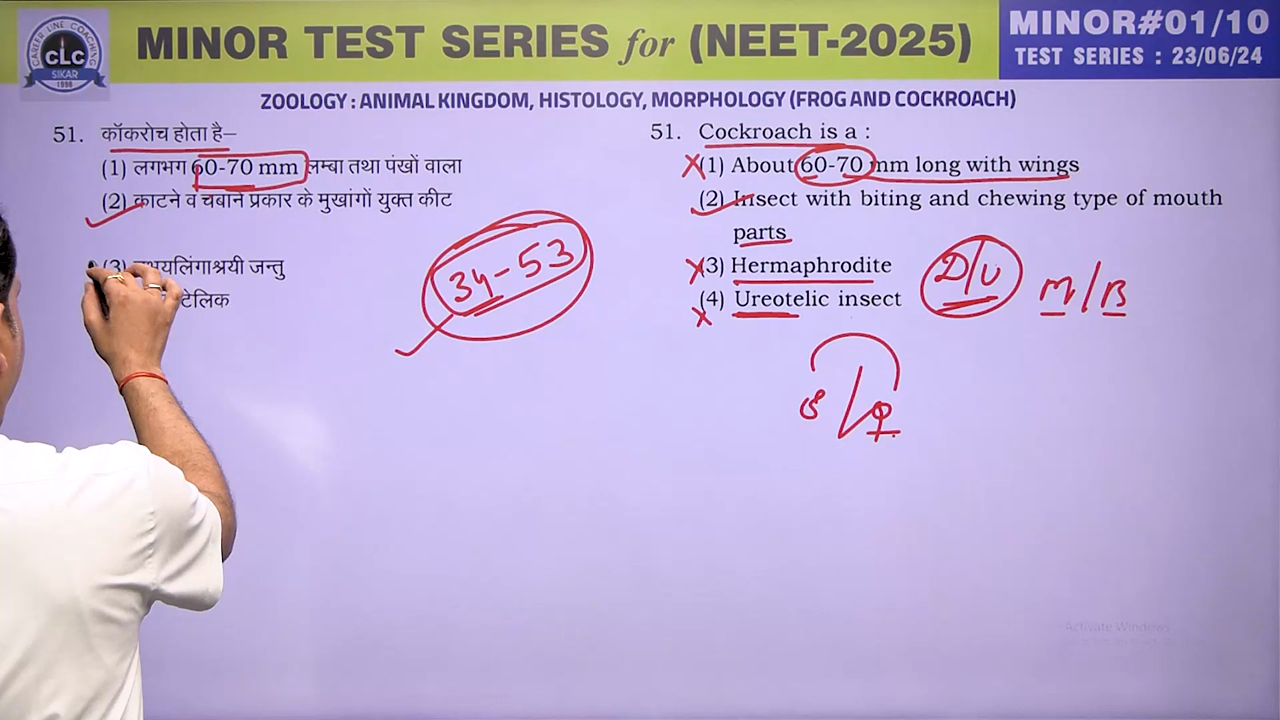 CAREER LINE COACHING
CLC
SIKAR
1996
MINOR TEST SERIES for (NEET-2025)
MINOR#01/10
TEST SERIES : 23/06/24
ZOOLOGY : ANIMAL KINGDOM, HISTOLOGY, MORPHOLOGY (FROG AND COCKROACH)
51. कॉकरोच होता है–
(1) लगभग 60-70 mm लम्बा तथा पंखों वाला
(2) काटने व चबाने प्रकार के मुखांगों युक्त कीट
(3) उभयलिंगाश्रयी जन्तु
टेलिक
34-53
51. Cockroach is a :
(1) About 60-70 mm long with wings
(2) Insect with biting and chewing type of mouth
parts
3) Hermaphrodite
(4) Ureotelic insect
D/U
M/B
♂/♀
Activate Windows